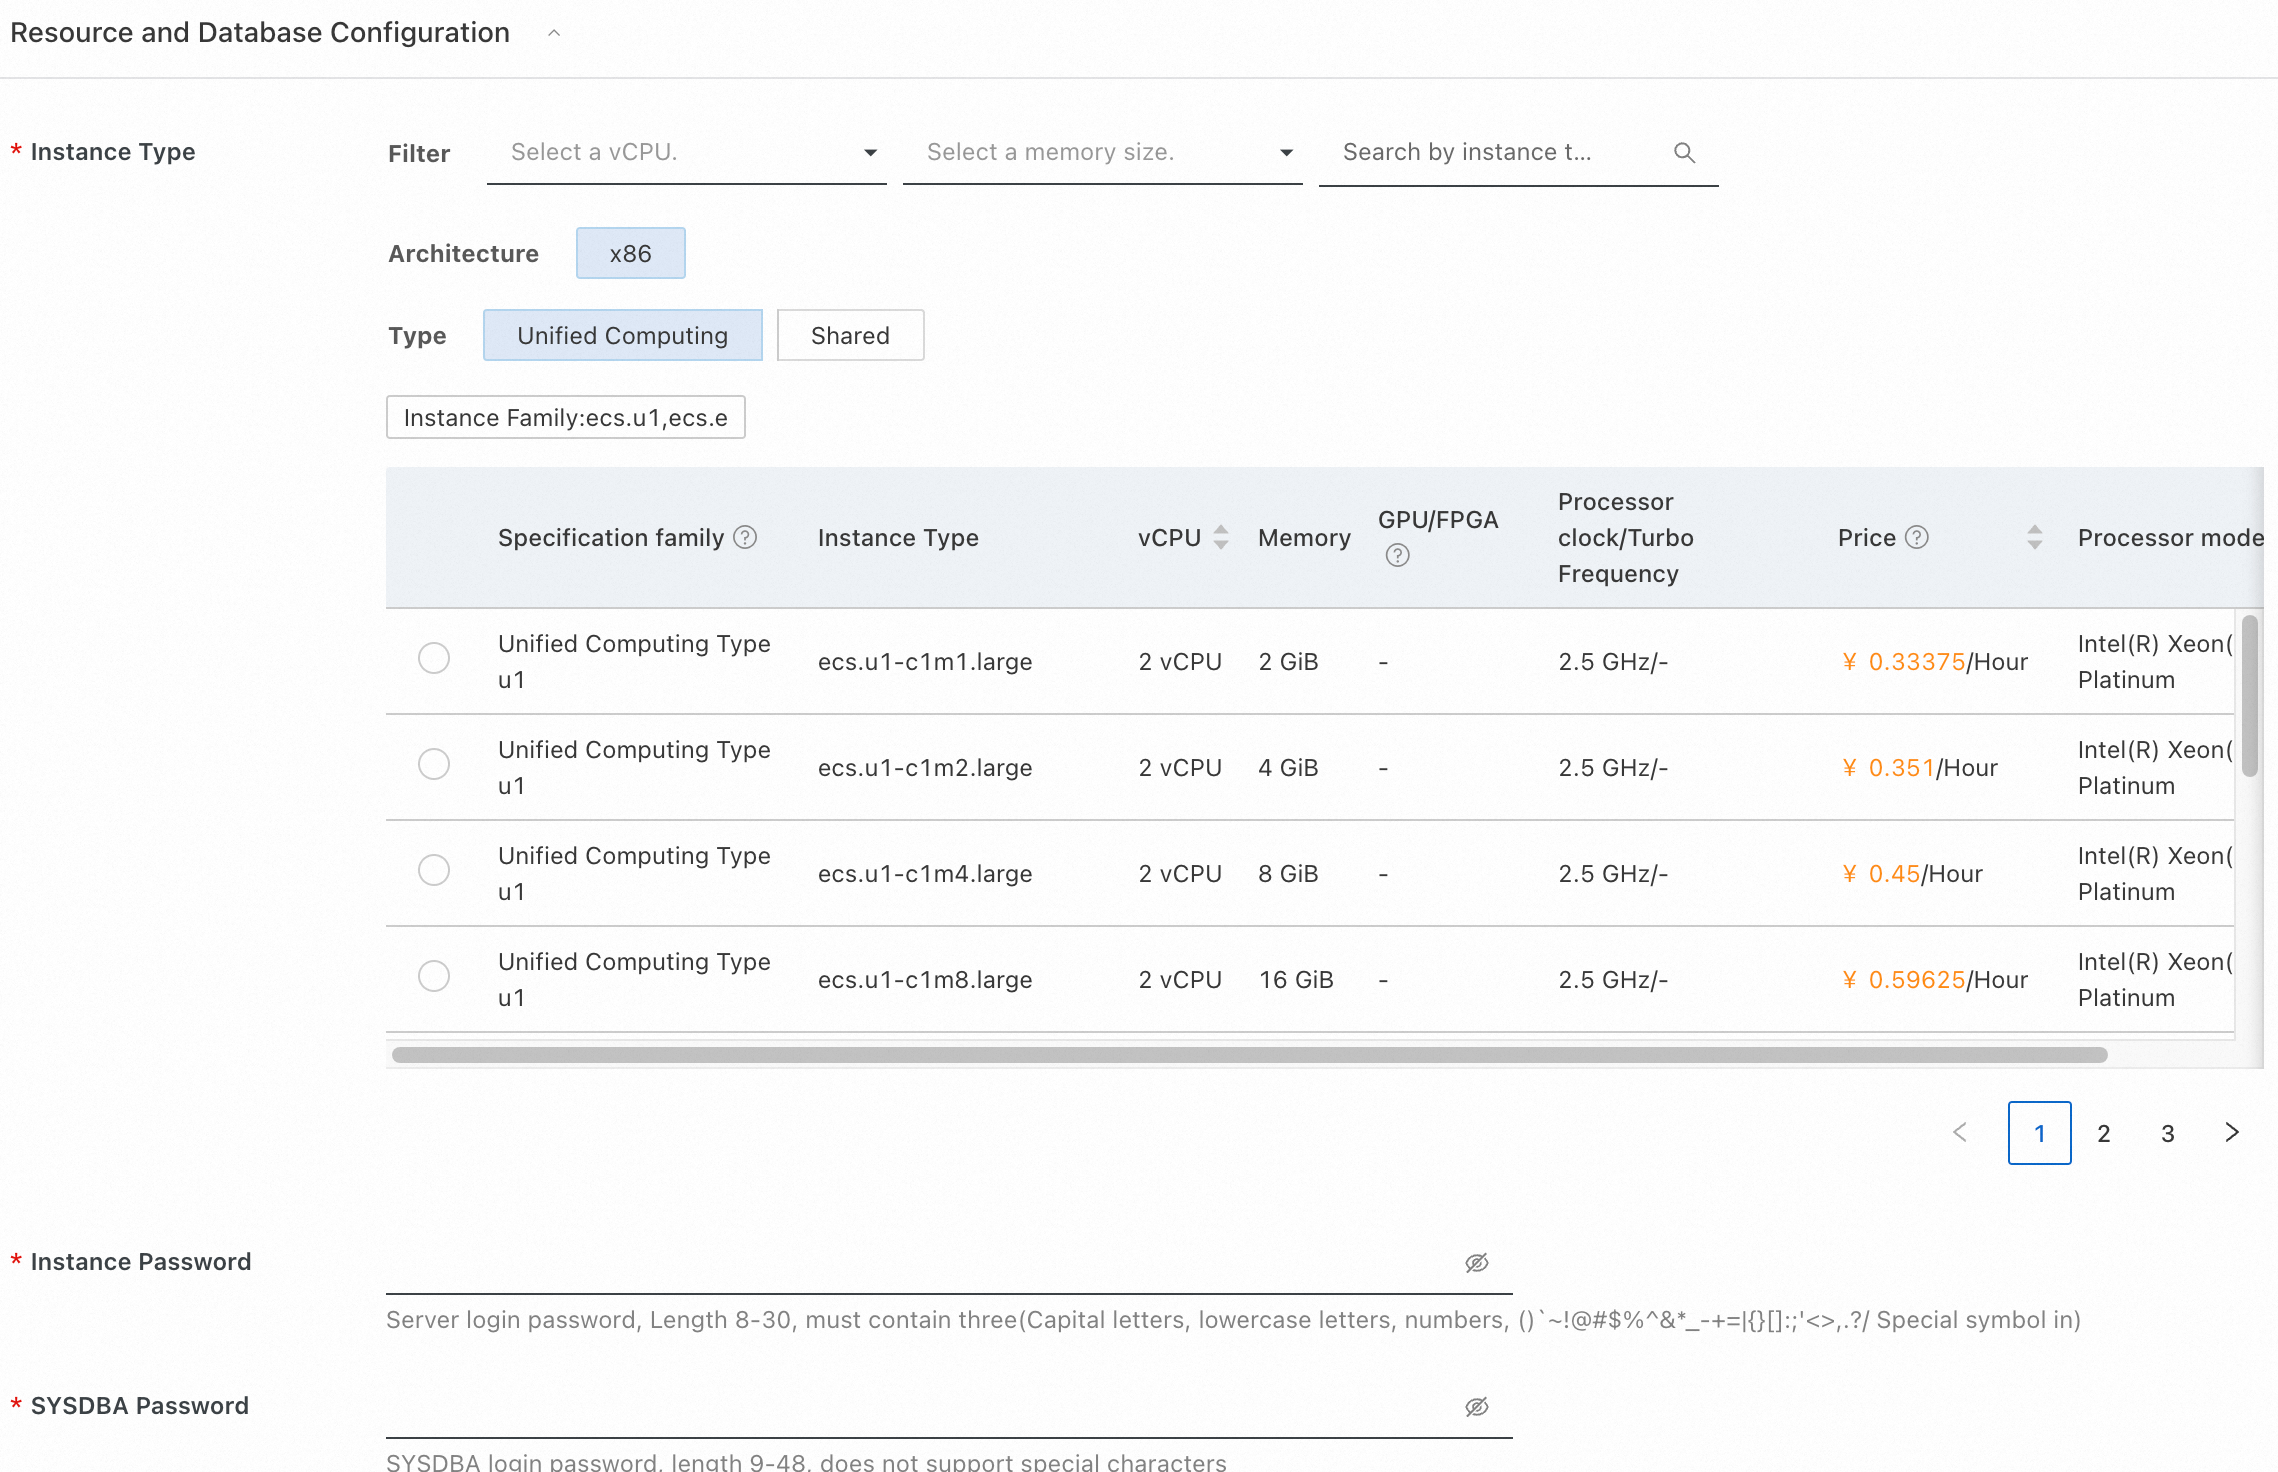 Resource and Database Configuration
* Instance Type
Filter Select a vCPU. Select a memory size. Search by instance t...
Architecture x86
Type Unified Computing Shared
Instance Family:ecs.u1,ecs.e
Specification family ? Instance Type vCPU Memory GPU/FPGA ? Processor clock/Turbo Frequency Price ? Processor mode
Unified Computing Type u1 ecs.u1-c1m1.large 2 vCPU 2 GiB - 2.5 GHz/- ¥ 0.33375/Hour Intel(R) Xeon( Platinum
Unified Computing Type u1 ecs.u1-c1m2.large 2 vCPU 4 GiB - 2.5 GHz/- ¥ 0.351/Hour Intel(R) Xeon( Platinum
Unified Computing Type u1 ecs.u1-c1m4.large 2 vCPU 8 GiB - 2.5 GHz/- ¥ 0.45/Hour Intel(R) Xeon( Platinum
Unified Computing Type u1 ecs.u1-c1m8.large 2 vCPU 16 GiB - 2.5 GHz/- ¥ 0.59625/Hour Intel(R) Xeon( Platinum
< 1 2 3 >
* Instance Password
Server login password, Length 8-30, must contain three(Capital letters, lowercase letters, numbers, ()`~!@#$%^&*_-+=|{}[]:;'<>,.?/ Special symbol in)
* SYSDBA Password
SYSDBA login password, length 9-48, does not support special characters